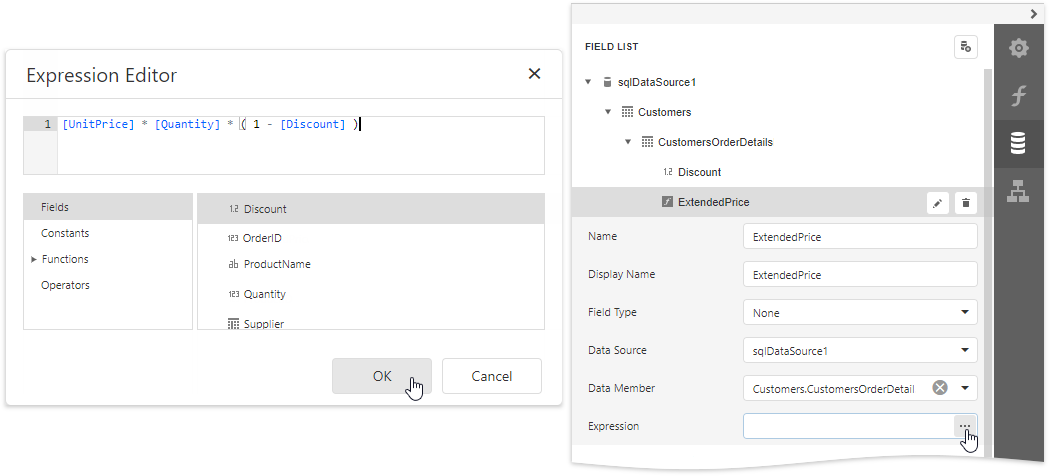 Expression Editor
1 [UnitPrice] * [Quantity] * ( 1 - [Discount] )
Fields
Constants
Functions
Operators
1.2 Discount
123 OrderID
ab ProductName
123 Quantity
Supplier
OK
Cancel
FIELD LIST
sqlDataSource1
Customers
CustomersOrderDetails
1.2 Discount
f ExtendedPrice
Name ExtendedPrice
Display Name ExtendedPrice
Field Type None
Data Source sqlDataSource1
Data Member Customers.CustomersOrderDetail
Expression ...